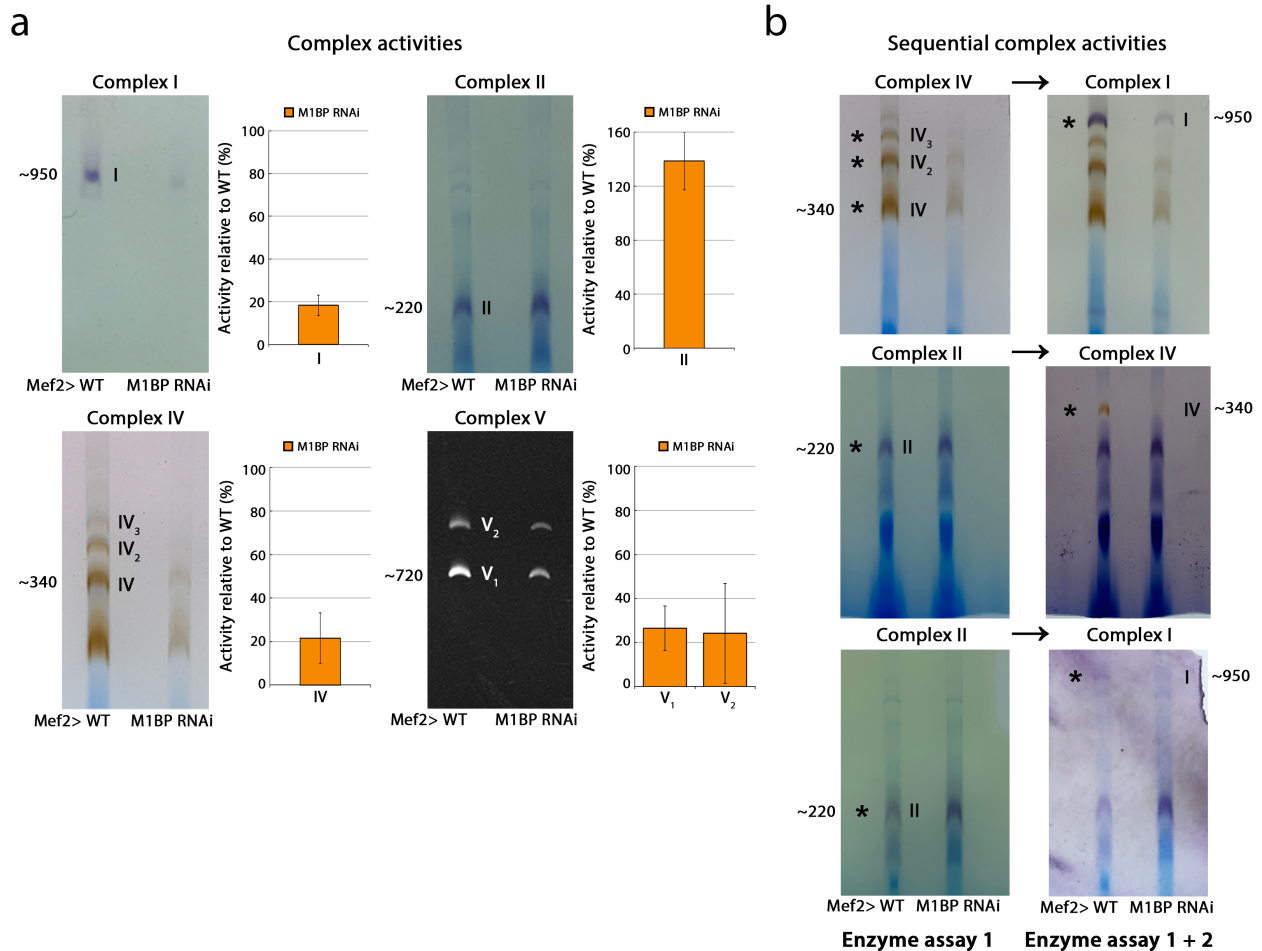 a
Complex activities
Complex I
~950
I
Mef2> WT M1BP RNAi
M1BP RNAi
Activity relative to WT (%)
100
80
60
40
20
0
I
Complex II
~220
II
Mef2> WT M1BP RNAi
M1BP RNAi
Activity relative to WT (%)
160
120
80
40
0
II
Complex IV
IV3
IV2
~340
IV
Mef2> WT M1BP RNAi
M1BP RNAi
Activity relative to WT (%)
100
80
60
40
20
0
IV
Complex V
V2
~720
V1
Mef2> WT M1BP RNAi
M1BP RNAi
Activity relative to WT (%)
100
80
60
40
20
0
V1 V2
b
Sequential complex activities
Complex IV → Complex I
*
IV3
*
IV2
~340 * IV
*
I ~950
Complex II → Complex IV
~220 * II
* IV ~340
Complex II → Complex I
~220 * II
* I ~950
Mef2> WT M1BP RNAi
Mef2> WT M1BP RNAi
Enzyme assay 1
Enzyme assay 1 + 2